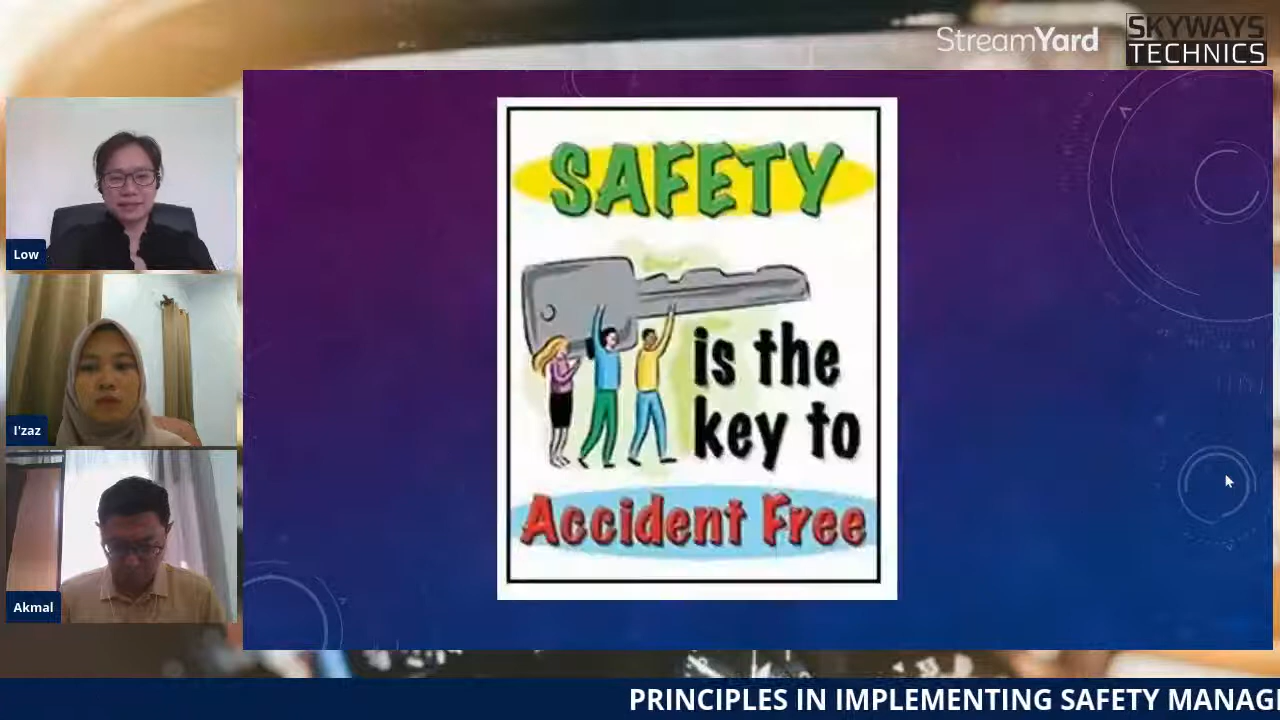 StreamYard
SKYWAYS
TECHNICS
SAFETY
is the
key to
Accident Free
Low
I'zaz
Akmal
PRINCIPLES IN IMPLEMENTING SAFETY MANAG